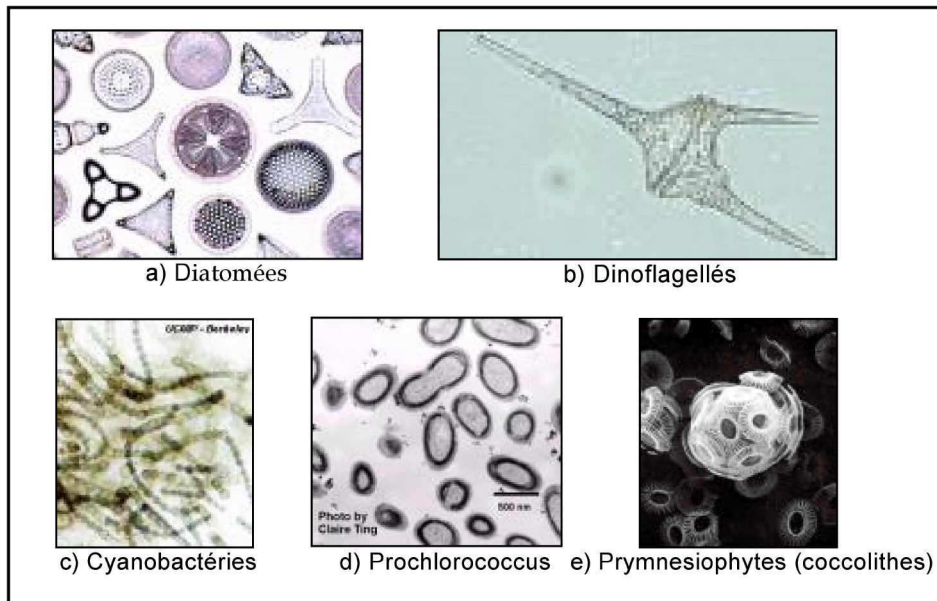 a) Diatomées
b) Dinoflagellés
UCMP - Berkeley
500 nm
Photo by
Claire Ting
c) Cyanobactéries
d) Prochlorococcus
e) Prymnesiophytes (coccolithes)